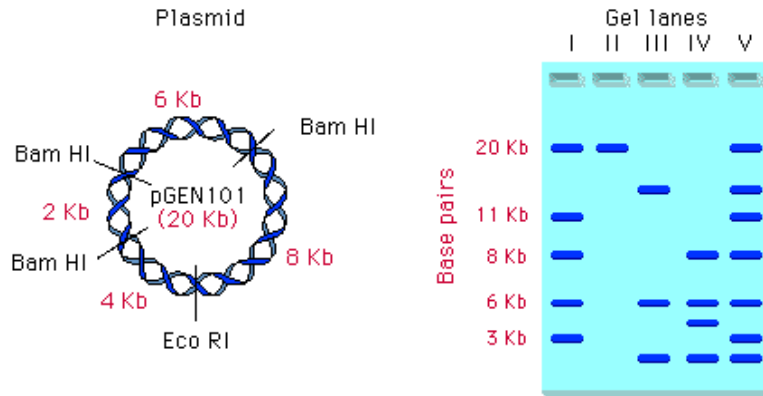 Plasmid
6 Kb
Bam HI
Bam HI
pGEN101
(20 Kb)
2 Kb
Bam HI
8 Kb
4 Kb
Eco RI
Gel lanes
I II III IV V
Base pairs
20 Kb
11 Kb
8 Kb
6 Kb
3 Kb